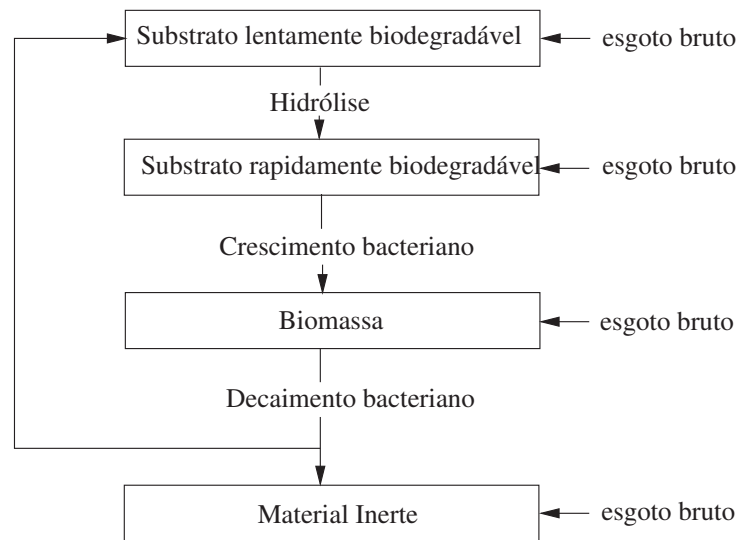 Substrato lentamente biodegradável
esgoto bruto
Hidrólise
Substrato rapidamente biodegradável
esgoto bruto
Crescimento bacteriano
Biomassa
esgoto bruto
Decaimento bacteriano
Material Inerte
esgoto bruto